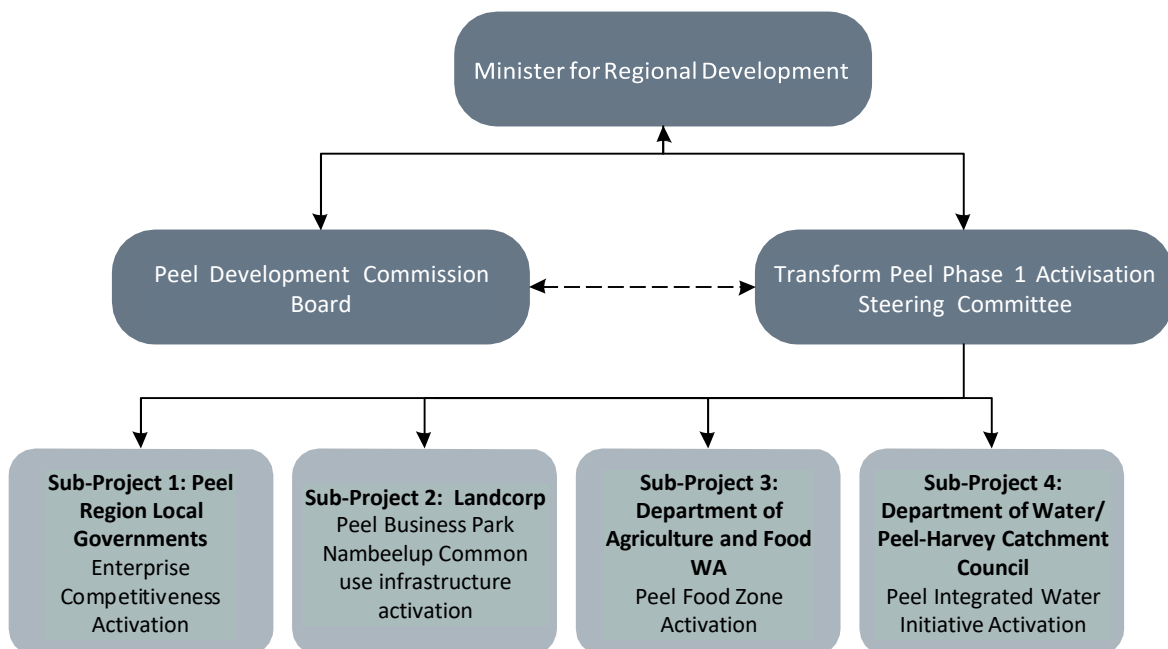 Minister for Regional Development
Peel Development Commission
Board
Transform Peel Phase 1 Activisation
Steering Committee
Sub-Project 1: Peel
Region Local
Governments
Enterprise
Competitiveness
Activation
Sub-Project 2: Landcorp
Peel Business Park
Nambeelup Common
use infrastructure
activation
Sub-Project 3:
Department of
Agriculture and Food
WA
Peel Food Zone
Activation
Sub-Project 4:
Department of Water/
Peel-Harvey Catchment
Council
Peel Integrated Water
Initiative Activation